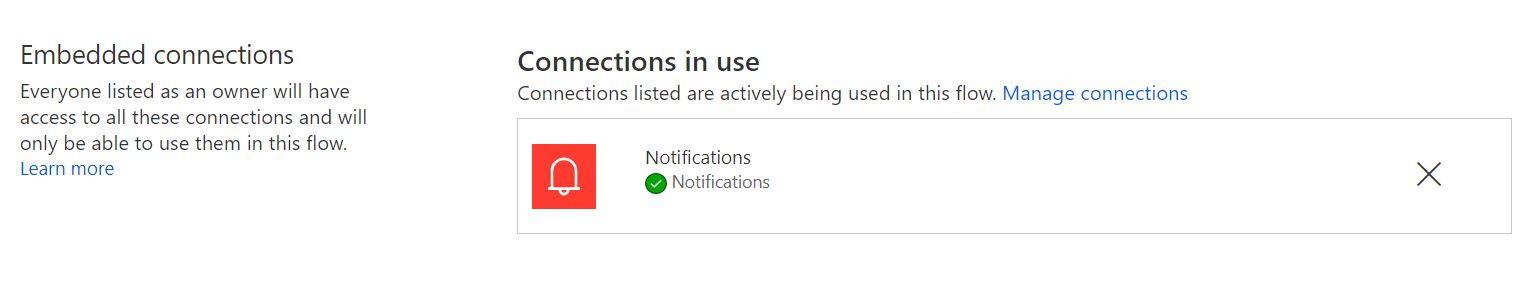 Embedded connections
Everyone listed as an owner will have
access to all these connections and will
only be able to use them in this flow.
Learn more
Connections in use
Connections listed are actively being used in this flow. Manage connections
Notifications
Notifications